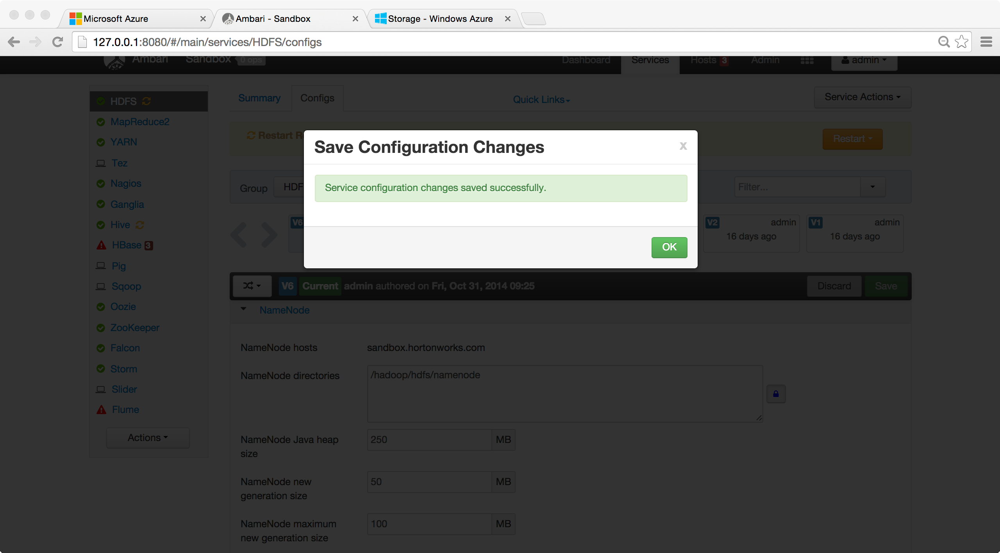 Microsoft Azure
Ambari - Sandbox
Storage - Windows Azure
127.0.0.1:8080/#/main/services/HDFS/configs
Ambari Sandbox 0 ops Dashboard Services Hosts 3 Admin admin
HDFS
MapReduce2
YARN
Tez
Nagios
Ganglia
Hive
HBase 3
Pig
Sqoop
Oozie
ZooKeeper
Falcon
Storm
Slider
Flume
Actions
Summary Configs Quick Links Service Actions
Restart R
Restart
Save Configuration Changes x
Service configuration changes saved successfully.
OK
Group HDF Filter...
V6
V2 admin
16 days ago
V1 admin
16 days ago
V6 Current admin authored on Fri, Oct 31, 2014 09:25 Discard Save
NameNode
NameNode hosts sandbox.hortonworks.com
NameNode directories /hadoop/hdfs/namenode
NameNode Java heap
size
250 MB
NameNode new
generation size
50 MB
NameNode maximum
new generation size
100 MB